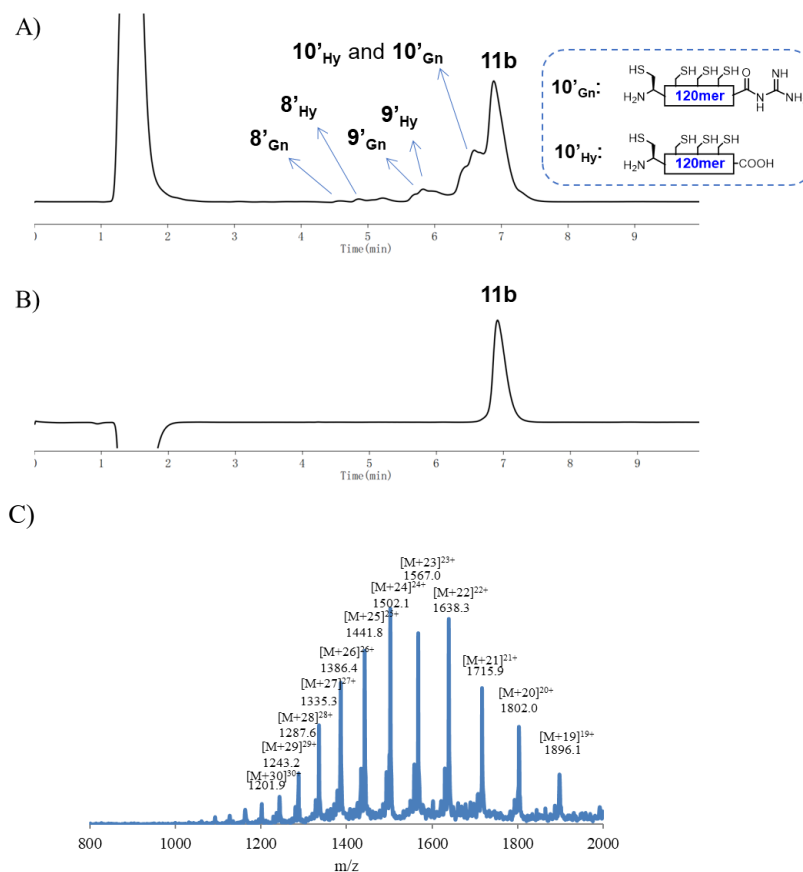 A)
10'Hy and 10'Gn
11b
8'Hy
9'Hy
8'Gn
9'Gn
10'Gn:
HS
SH SH SH
O
NH
H2N
120mer
N
H
NH2
10'Hy:
HS
SH SH SH
H2N
120mer
COOH
0 1 2 3 4 5 6 7 8 9
Time(min)
B)
11b
0 1 2 3 4 5 6 7 8 9
Time(min)
C)
[M+23]23+
1567.0
[M+24]24+
1502.1
[M+22]22+
1638.3
[M+25]25+
1441.8
[M+26]26+
1386.4
[M+21]21+
1715.9
[M+27]27+
1335.3
[M+20]20+
1802.0
[M+28]28+
1287.6
[M+19]19+
1896.1
[M+29]29+
1243.2
[M+30]30+
1201.9
800 1000 1200 1400 1600 1800 2000
m/z